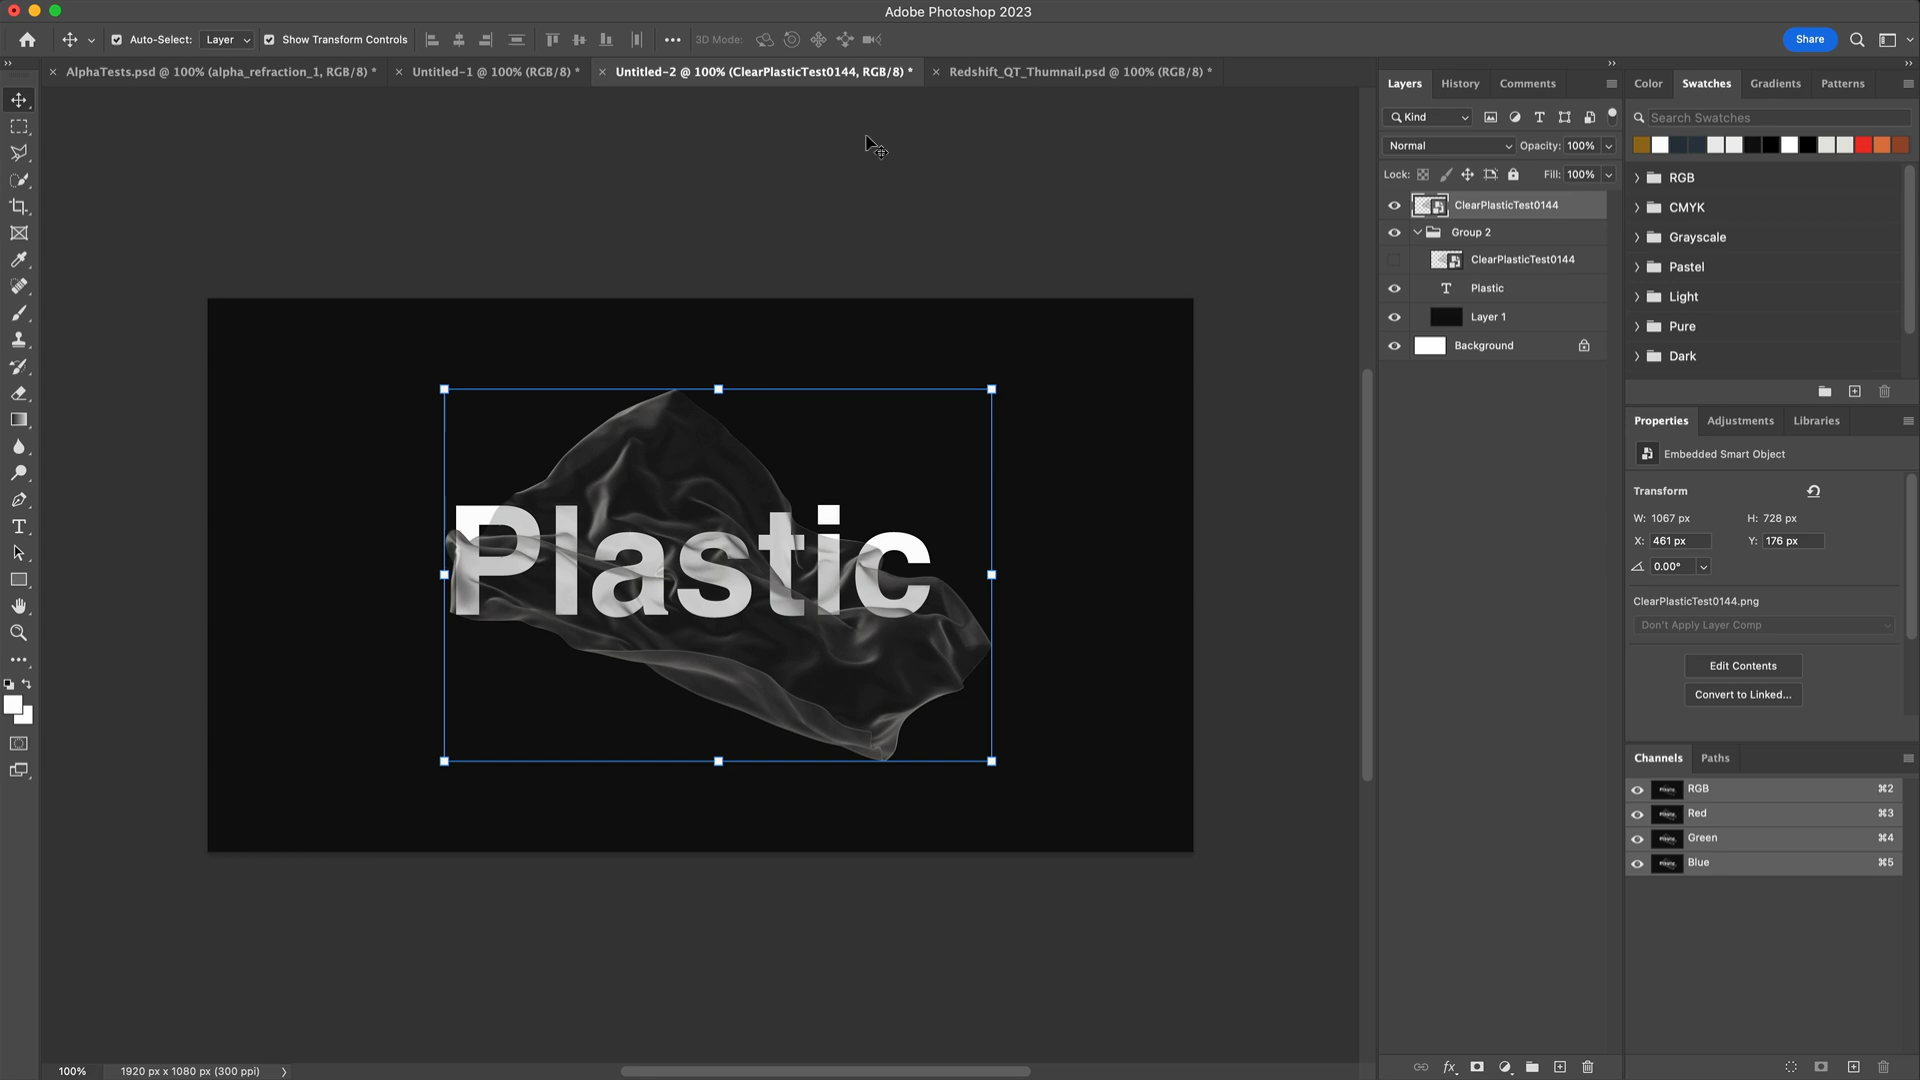 Adobe Photoshop 2023
Auto-Select: Layer Show Transform Controls 3D Mode: Share
AlphaTests.psd @ 100% (alpha_refraction_1, RGB/8) * Untitled-1 @ 100% (RGB/8) * Untitled-2 @ 100% (ClearPlasticTest0144, RGB/8) * Redshift_QT_Thumnail.psd @ 100% (RGB/8) *
Layers History Comments
Kind
Normal Opacity: 100%
Lock: Fill: 100%
ClearPlasticTest0144
Group 2
ClearPlasticTest0144
T Plastic
Layer 1
Background
Color Swatches Gradients Patterns
Search Swatches
RGB
CMYK
Grayscale
Pastel
Light
Pure
Dark
Properties Adjustments Libraries
Embedded Smart Object
Transform
W: 1067 px H: 728 px
X: 461 px Y: 176 px
0.00°
ClearPlasticTest0144.png
Don't Apply Layer Comp
Edit Contents
Convert to Linked...
Channels Paths
RGB ⌘2
Red ⌘3
Green ⌘4
Blue ⌘5
Plastic
100% 1920 px x 1080 px (300 ppi)
fx